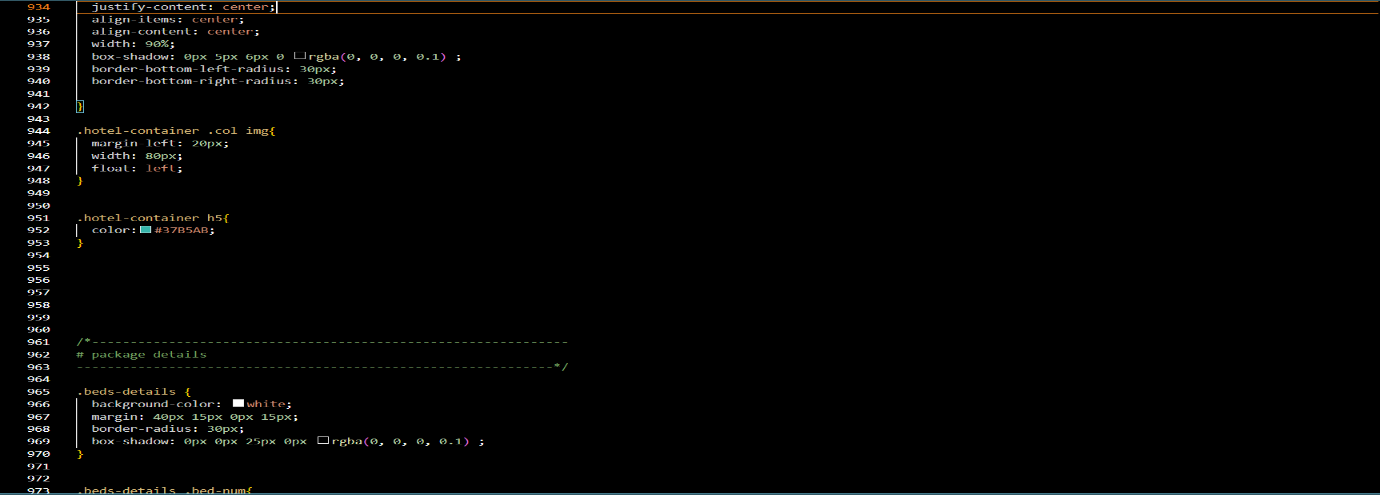 934 justify-content: center;
935 align-items: center;
936 align-content: center;
937 width: 90%;
938 box-shadow: 0px 5px 6px 0 rgba(0, 0, 0, 0.1) ;
939 border-bottom-left-radius: 30px;
940 border-bottom-right-radius: 30px;
941
942 }
943
944 .hotel-container .col img{
945 margin-left: 20px;
946 width: 80px;
947 float: left;
948 }
949
950
951 .hotel-container h5{
952 color: #37B5AB;
953 }
954
955
956
957
958
959
960
961 /*--------------------------------------------------------------
962 # package details
963 --------------------------------------------------------------*/
964
965 .beds-details {
966 background-color: white;
967 margin: 40px 15px 0px 15px;
968 border-radius: 30px;
969 box-shadow: 0px 0px 25px 0px rgba(0, 0, 0, 0.1) ;
970 }
971
972
973 .beds-details .bed-num{